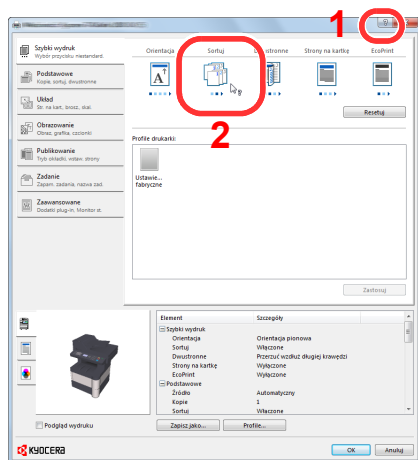 1
?
Szybki wydruk
Wybór przycisku niestandard.
Podstawowe
Kopie, sortuj, dwustronne
Układ
Str. na kart., brosz., skal.
Obrazowanie
Obraz, grafika, czcionki
Publikowanie
Tryb okładki, wstaw. strony
Zadanie
Zapam. zadania, nazwa zad.
Zaawansowane
Dodatki plug-in, Monitor st.
Orientacja
Sortuj
Strony na kartkę
EcoPrint
A
2
Resetuj
Profile drukarki:
Ustawie...
fabryczne
Zastosuj
Element Szczegóły
Szybki wydruk
Orientacja Orientacja pionowa
Sortuj Włączone
Dwustronne Przerzuć wzdłuż długiej krawędzi
Strony na kartkę Wyłączone
EcoPrint Wyłączone
Podstawowe
Źródło Automatyczny
Kopie 1
Sortuj Włączone
Podgląd wydruku
Zapisz jako...
Profile...
KYOCERA
OK
Anuluj